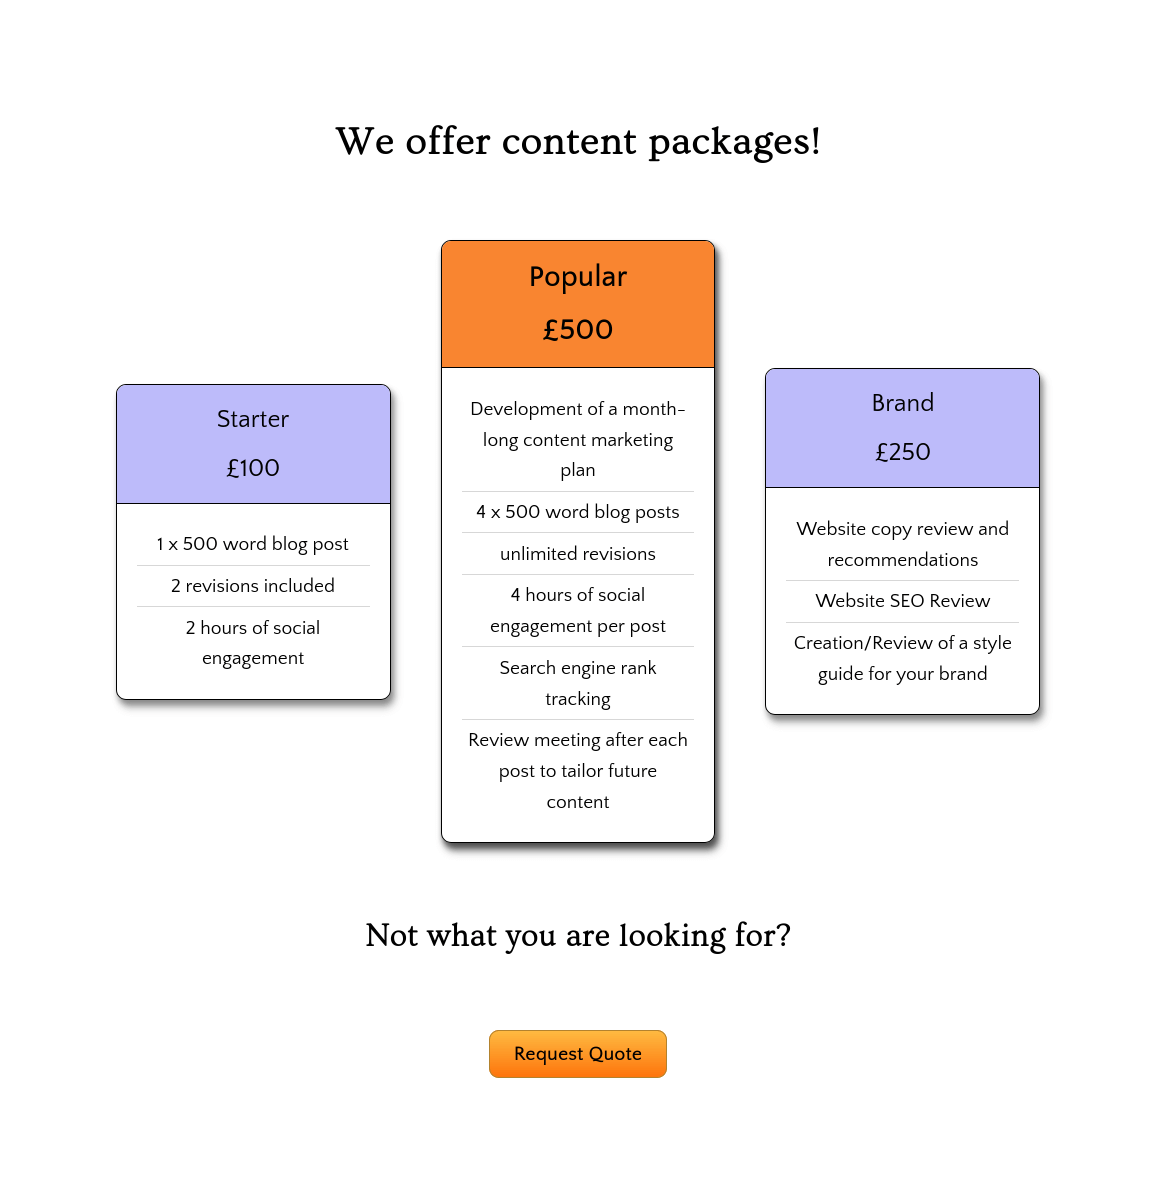 We offer content packages!
Starter
£100
1 x 500 word blog post
2 revisions included
2 hours of social
engagement
Popular
£500
Development of a month-
long content marketing
plan
4 x 500 word blog posts
unlimited revisions
4 hours of social
engagement per post
Search engine rank
tracking
Review meeting after each
post to tailor future
content
Brand
£250
Website copy review and
recommendations
Website SEO Review
Creation/Review of a style
guide for your brand
Not what you are looking for?
Request Quote